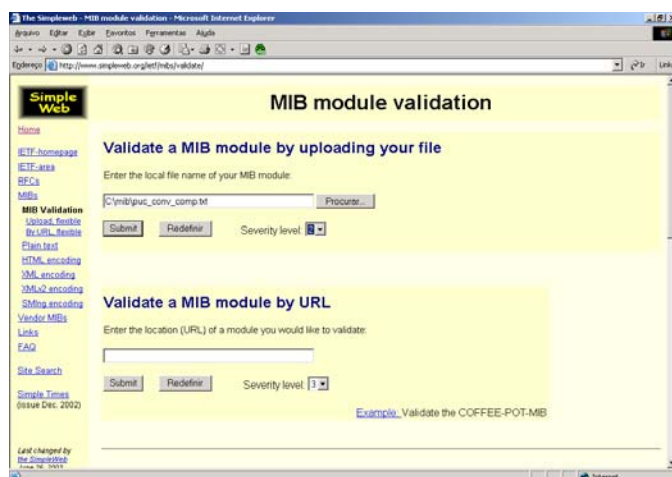 The Simpleweb - MIB module validation - Microsoft Internet Explorer
Arquivo Editar Exibir Favoritos Ferramentas Ajuda
Endereço http://www.simpleweb.org/ietf/mibs/validate/ Ir Links
Simple
Web
MIB module validation
Home
IETF-homepage
IETF-area
RFCs
MIBs
MIB Validation
Upload, flexible
By URL, flexible
Plain text
HTML encoding
XML encoding
XMLx2 encoding
SMIng encoding
Vendor MIBs
Links
FAQ
Site Search
Simple Times
(issue Dec. 2002)
Last changed by
the SimpleWeb
Validate a MIB module by uploading your file
Enter the local file name of your MIB module:
C:\mib\puc_conv_comp.txt Procurar...
Submit Redefinir Severity level: 2
Validate a MIB module by URL
Enter the location (URL) of a module you would like to validate:
Submit Redefinir Severity level: 3
Example: Validate the COFFEE-POT-MIB
Internet